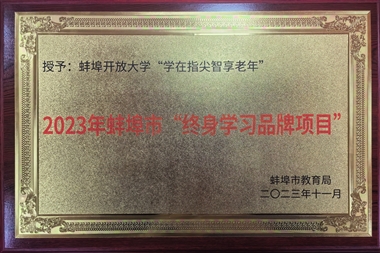 授予：蚌埠开放大学“学在指尖智享老年”
2023年蚌埠市“终身学习品牌项目”
蚌埠市教育局
二〇二三年十一月